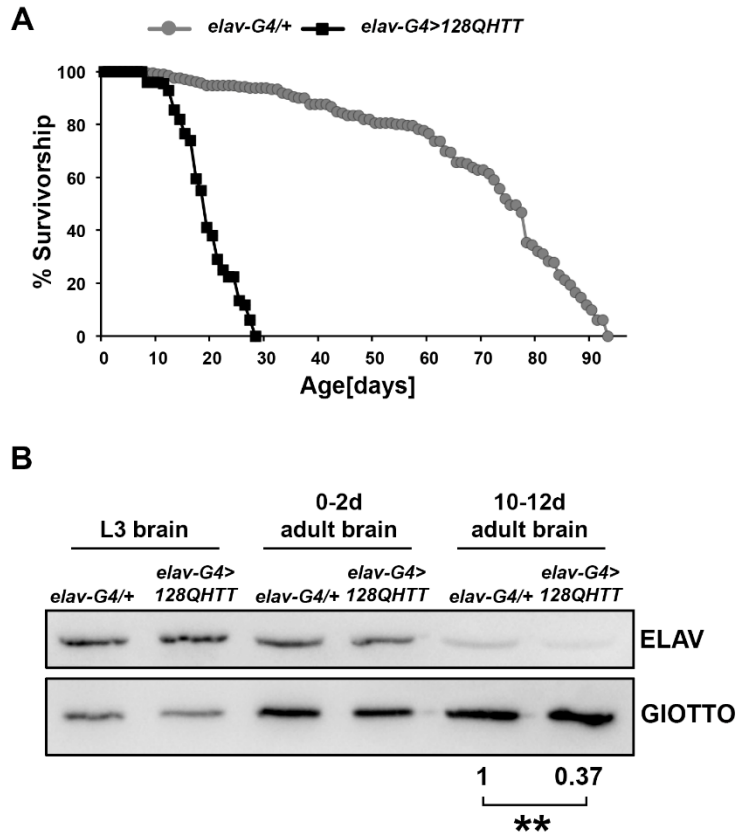 A
elav-G4/+ elav-G4>128QHTT
100
80
60
40
20
0
% Survivorship
0 10 20 30 40 50 60 70 80 90
Age[days]
B
L3 brain
0-2d
adult brain
10-12d
adult brain
elav-G4/+
elav-G4>
128QHTT
elav-G4/+
elav-G4>
128QHTT
elav-G4/+
elav-G4>
128QHTT
ELAV
GIOTTO
1 0.37
**